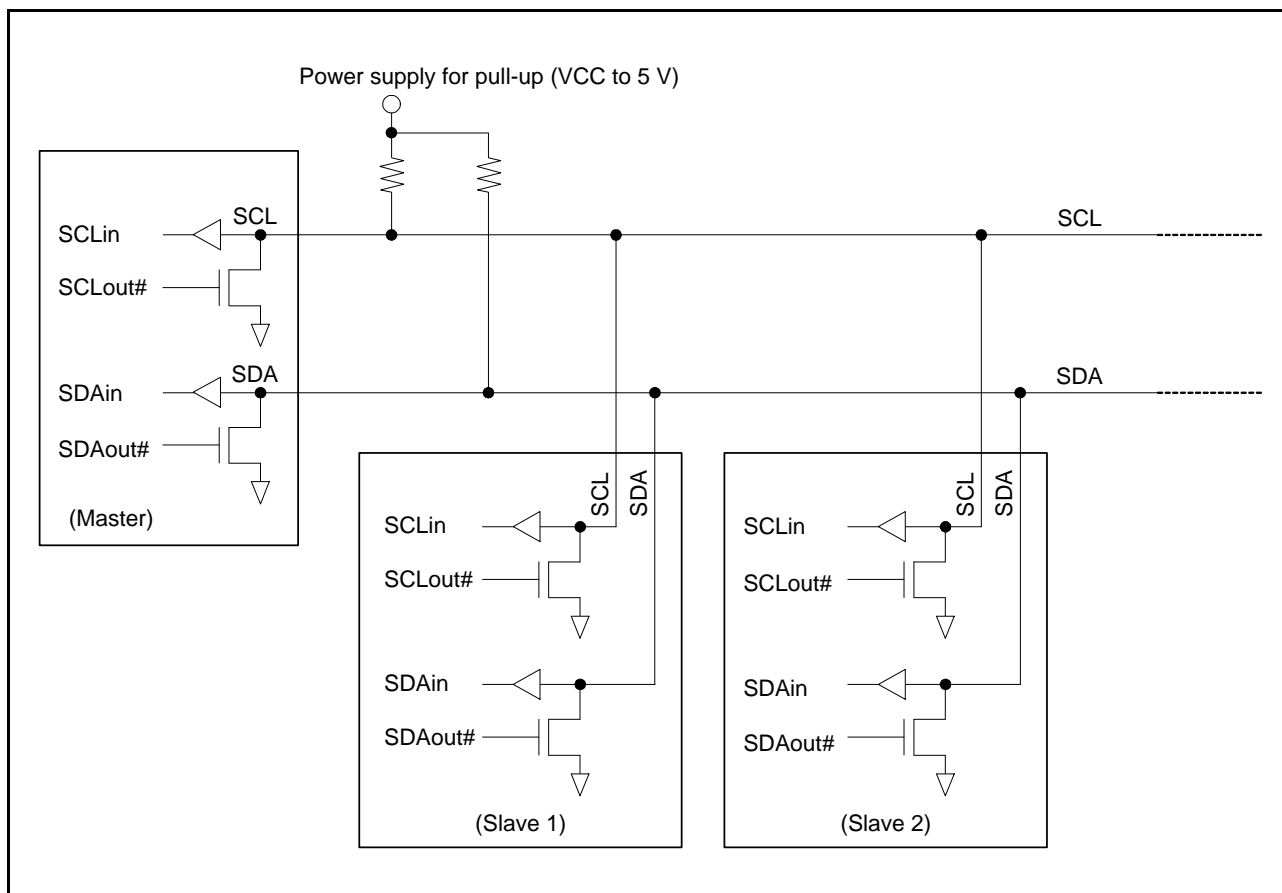 Power supply for pull-up (VCC to 5 V)
SCLin
SCL
SCL
SCLout#
SDAin
SDA
SDA
SDAout#
(Master)
SCL
SDA
SCLin
SCLout#
SDAin
SDAout#
(Slave 1)
SCL
SDA
SCLin
SCLout#
SDAin
SDAout#
(Slave 2)